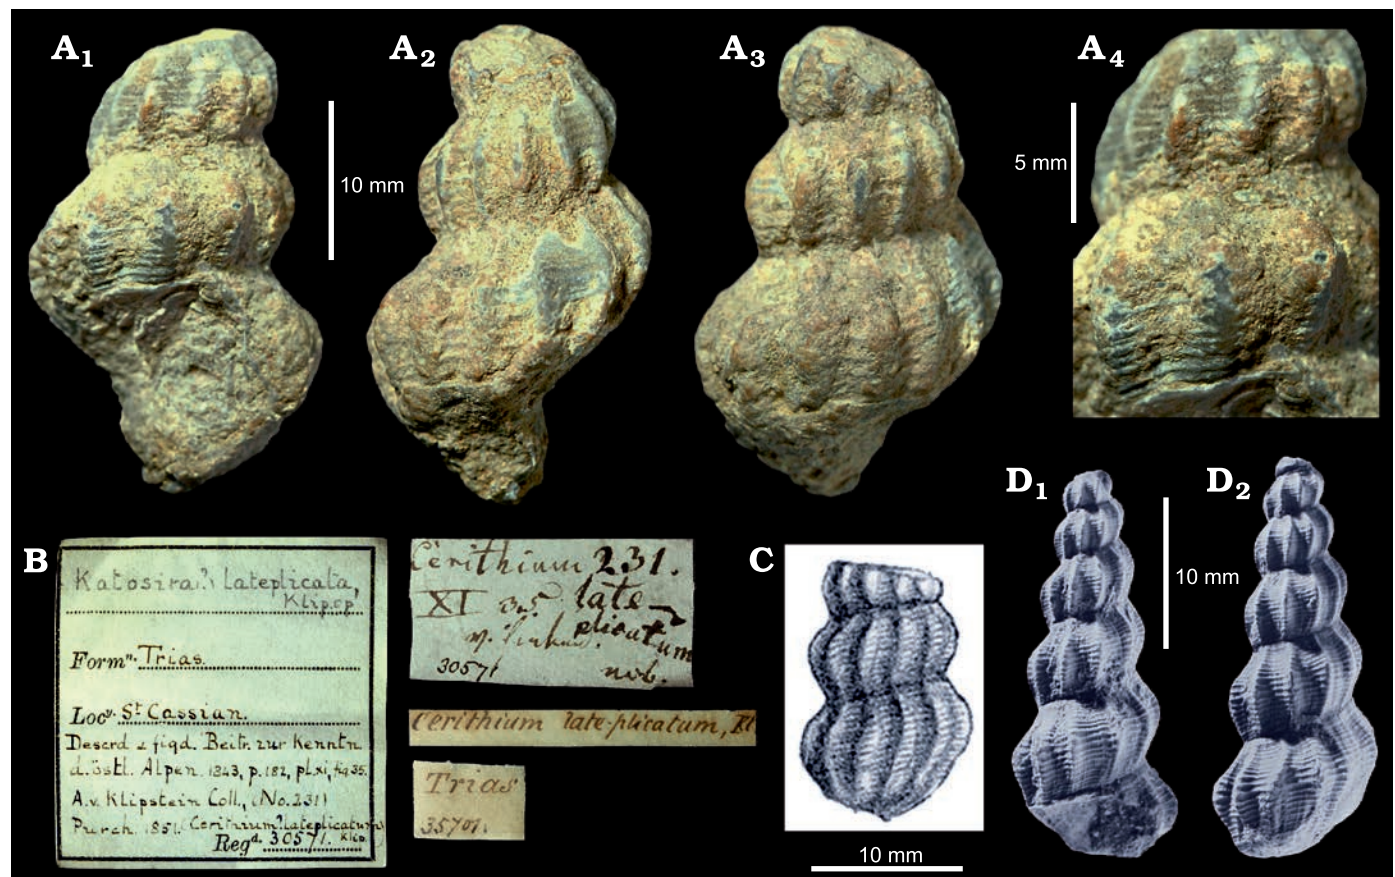 A1
A2
A3
A4
10 mm
5 mm
B
Katosira? lateplicata,
Klip. sp.
Formn. Trias.
Locy. St Cassian.
Descrd & figd. Beitr. zur Kenntn.
d. östl. Alpen. 1843, p. 182, pl. xi, fig 35.
A. v. Klipstein Coll., (No. 231)
Purch. 1851. (Cerithium? lateplicatum
Klip.
Regd. 30571.
Cerithium 231.
XI late-
plicatum
30571 nob.
Cerithium late-plicatum, Kl
Trias
35701.
C
10 mm
D1
D2
10 mm